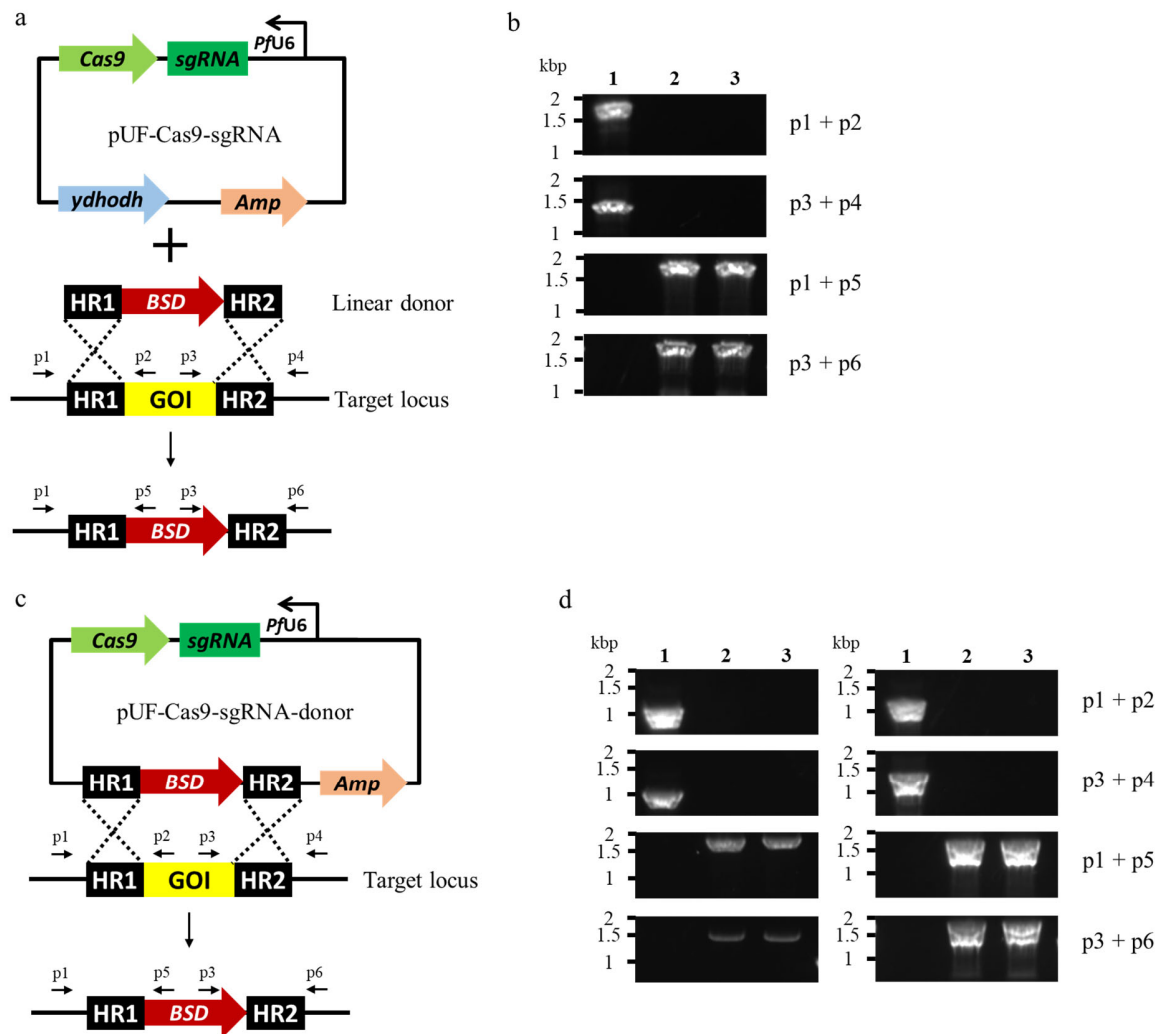 a
PfU6
Cas9 sgRNA
pUF-Cas9-sgRNA
ydhodh Amp
HR1 BSD HR2 Linear donor
p1 p2 p3 p4
HR1 GOI HR2 Target locus
p1 p5 p3 p6
HR1 BSD HR2
b
kbp 1 2 3
2
1.5 p1 + p2
1
2
1.5 p3 + p4
1
2
1.5 p1 + p5
1
2
1.5 p3 + p6
1
c
PfU6
Cas9 sgRNA
pUF-Cas9-sgRNA-donor
HR1 BSD HR2 Amp
p1 p2 p3 p4
HR1 GOI HR2 Target locus
p1 p5 p3 p6
HR1 BSD HR2
d
kbp 1 2 3 kbp 1 2 3
2 2
1.5 1.5 p1 + p2
1 1
2 2
1.5 1.5 p3 + p4
1 1
2 2
1.5 1.5 p1 + p5
1 1
2 2
1.5 1.5 p3 + p6
1 1